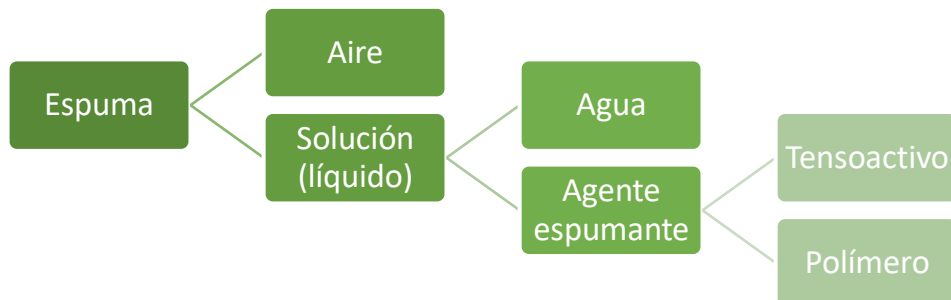 Espuma
Aire
Solución
(líquido)
Agua
Agente
espumante
Tensoactivo
Polímero